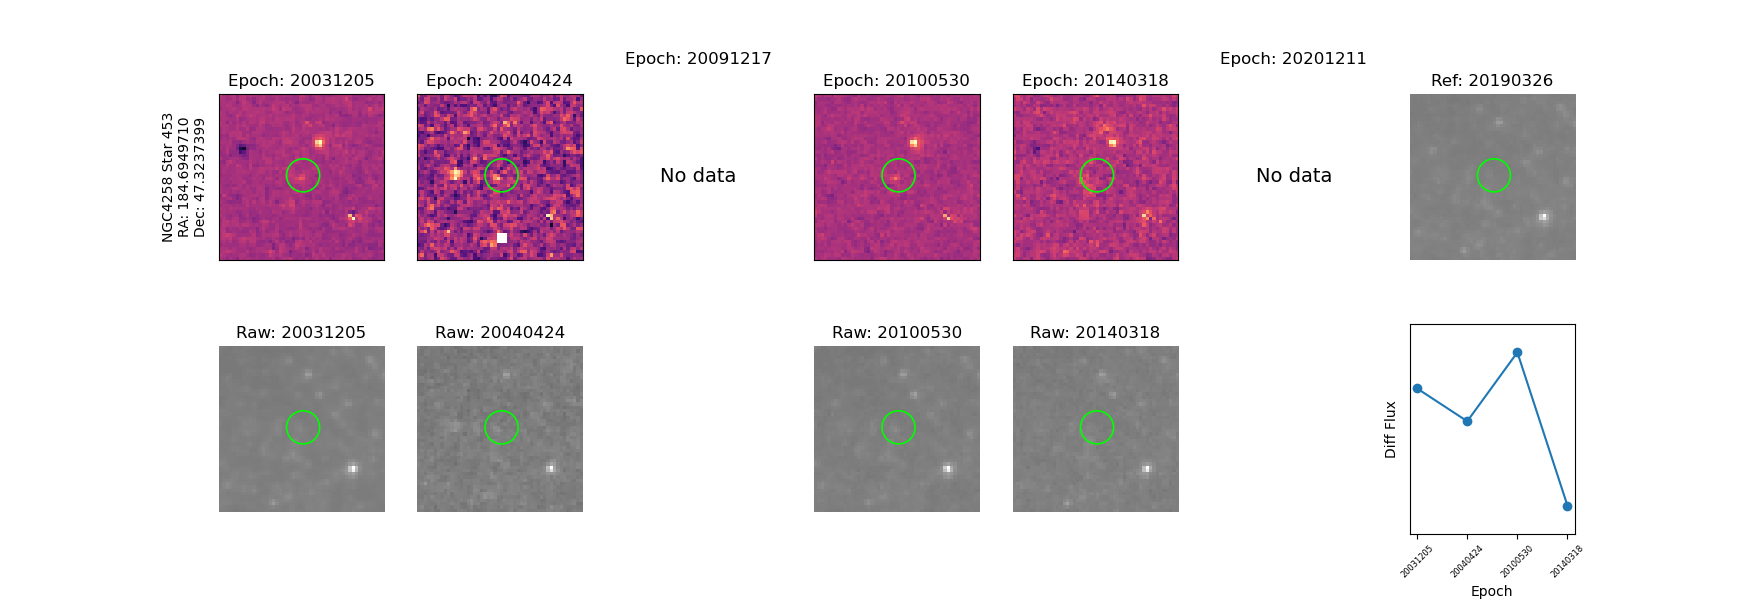 NGC4258 Star 453
RA: 184.6949710
Dec: 47.3237399
Epoch: 20031205
Epoch: 20040424
Epoch: 20091217
No data
Epoch: 20100530
Epoch: 20140318
Epoch: 20201211
No data
Ref: 20190326
Raw: 20031205
Raw: 20040424
Raw: 20100530
Raw: 20140318
Diff Flux
20031205
20040424
20100530
20140318
Epoch